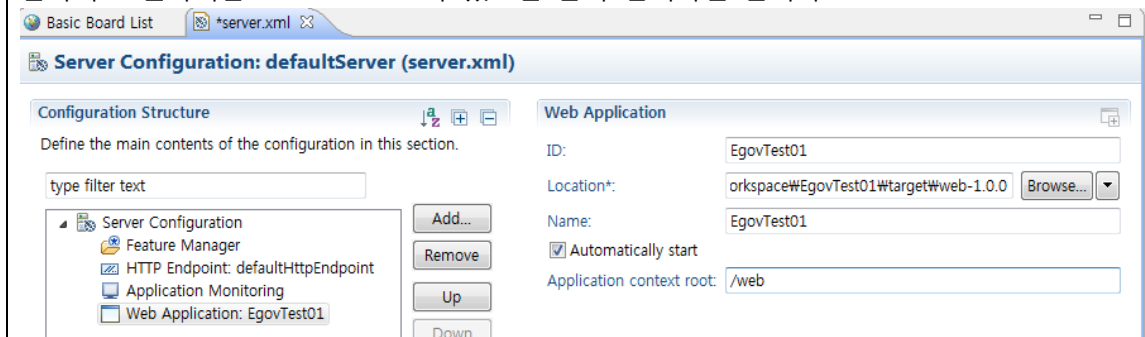 Basic Board List
*server.xml
Server Configuration: defaultServer (server.xml)
Configuration Structure
Define the main contents of the configuration in this section.
type filter text
Server Configuration
Feature Manager
HTTP Endpoint: defaultHttpEndpoint
Application Monitoring
Web Application: EgovTest01
Add...
Remove
Up
Down
Web Application
ID: EgovTest01
Location*: orkspace₩EgovTest01₩target₩web-1.0.0 Browse...
Name: EgovTest01
Automatically start
Application context root: /web